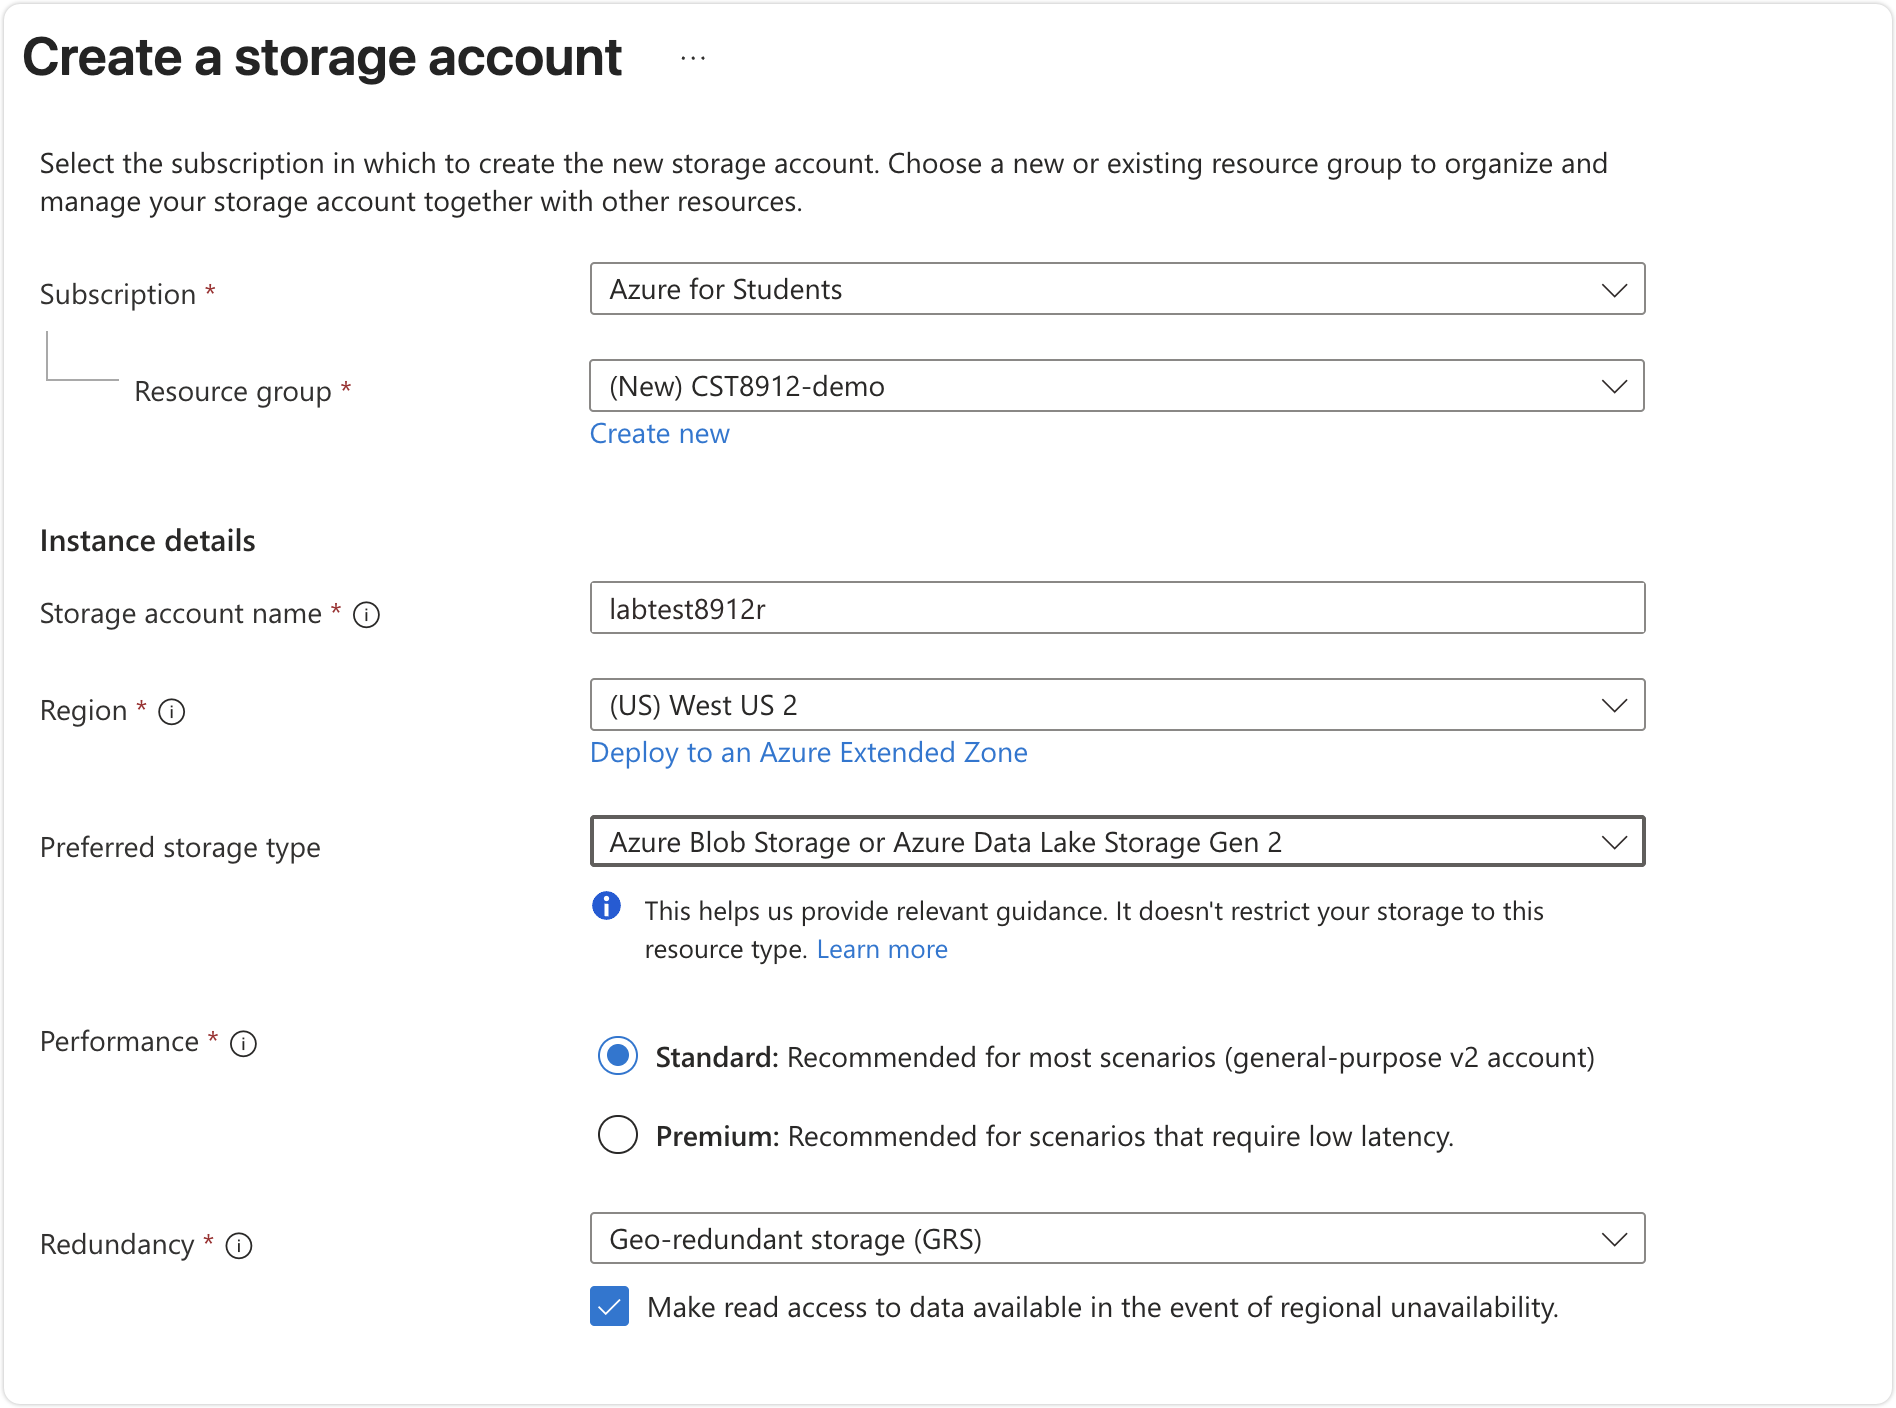 Create a storage account ...
Select the subscription in which to create the new storage account. Choose a new or existing resource group to organize and
manage your storage account together with other resources.
Subscription *
Azure for Students
Resource group *
(New) CST8912-demo
Create new
Instance details
Storage account name *
labtest8912r
Region *
(US) West US 2
Deploy to an Azure Extended Zone
Preferred storage type
Azure Blob Storage or Azure Data Lake Storage Gen 2
This helps us provide relevant guidance. It doesn't restrict your storage to this
resource type. Learn more
Performance *
Standard: Recommended for most scenarios (general-purpose v2 account)
Premium: Recommended for scenarios that require low latency.
Redundancy *
Geo-redundant storage (GRS)
Make read access to data available in the event of regional unavailability.